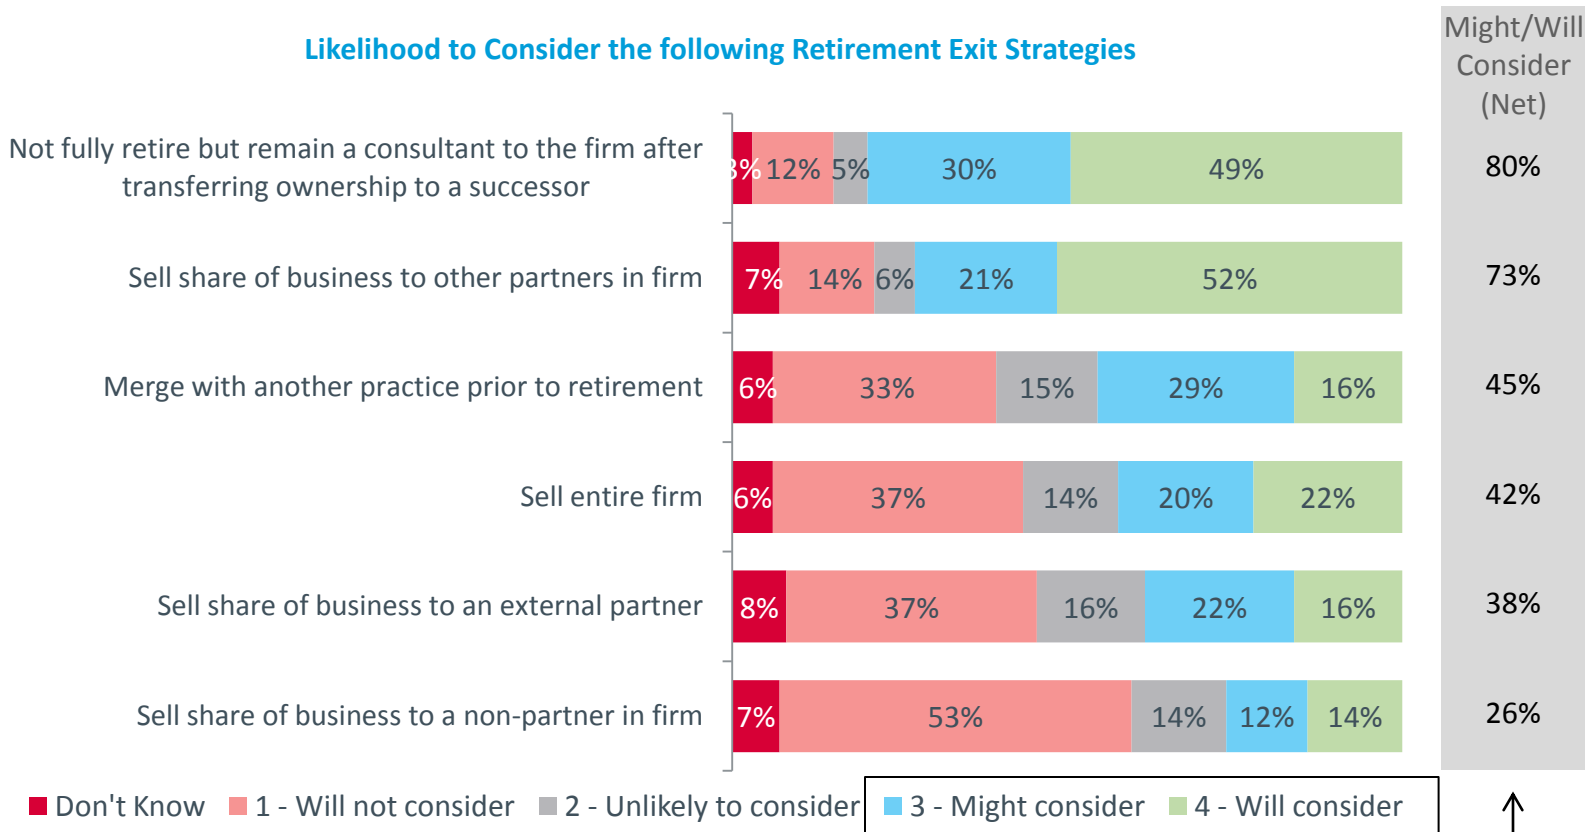 Likelihood to Consider the following Retirement Exit Strategies
Might/Will
Consider
(Net)
Not fully retire but remain a consultant to the firm after
transferring ownership to a successor
3% 12% 5% 30% 49% 80%
Sell share of business to other partners in firm 7% 14% 6% 21% 52% 73%
Merge with another practice prior to retirement 6% 33% 15% 29% 16% 45%
Sell entire firm 6% 37% 14% 20% 22% 42%
Sell share of business to an external partner 8% 37% 16% 22% 16% 38%
Sell share of business to a non-partner in firm 7% 53% 14% 12% 14% 26%
Don't Know 1 - Will not consider 2 - Unlikely to consider 3 - Might consider 4 - Will consider